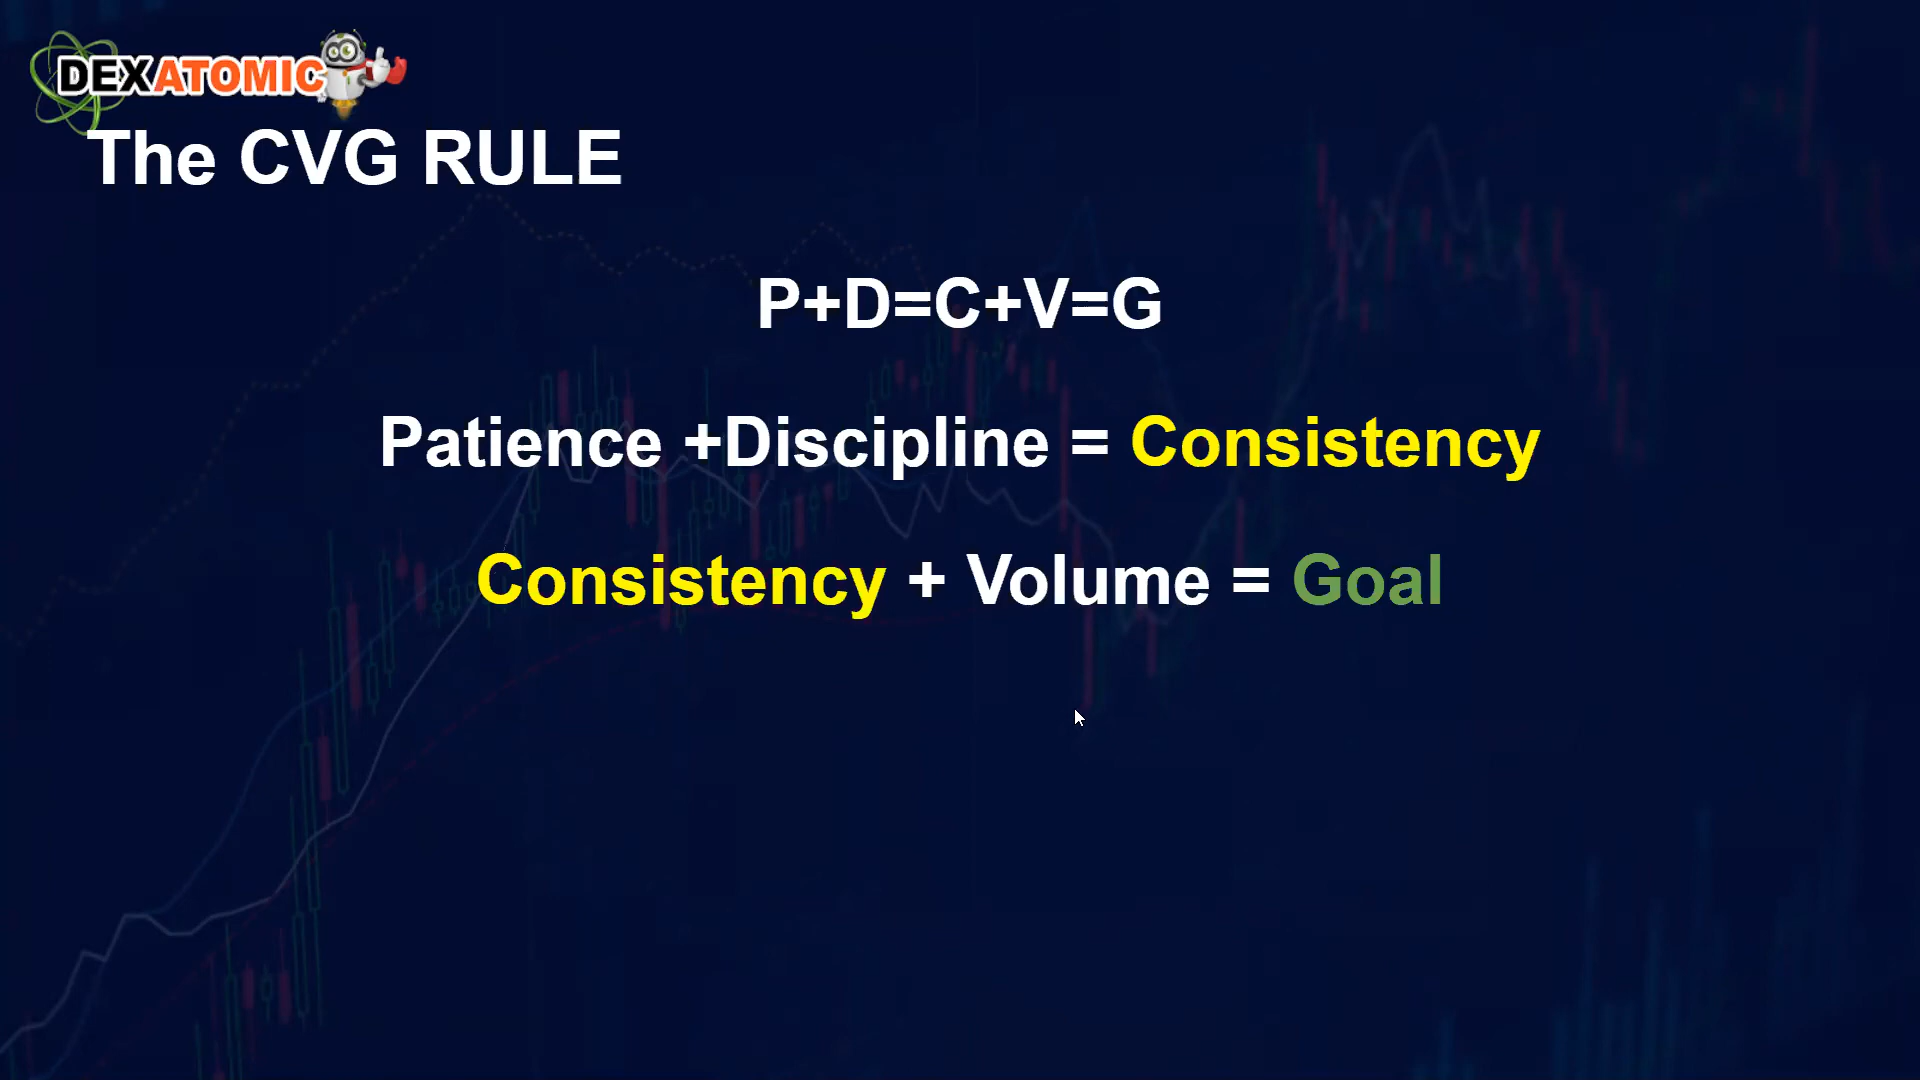 DEXATOMIC
The CVG RULE
P+D=C+V=G
Patience +Discipline = Consistency
Consistency + Volume = Goal